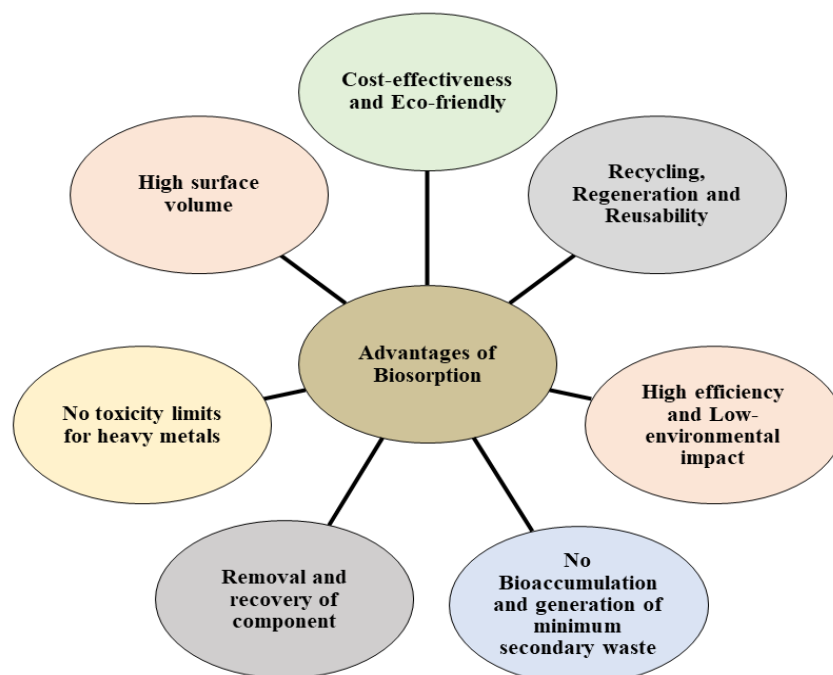 Cost-effectiveness
and Eco-friendly
High surface
volume
Recycling,
Regeneration and
Reusability
Advantages of
Biosorption
No toxicity limits
for heavy metals
High efficiency
and Low-
environmental
impact
Removal and
recovery of
component
No
Bioaccumulation
and generation of
minimum
secondary waste